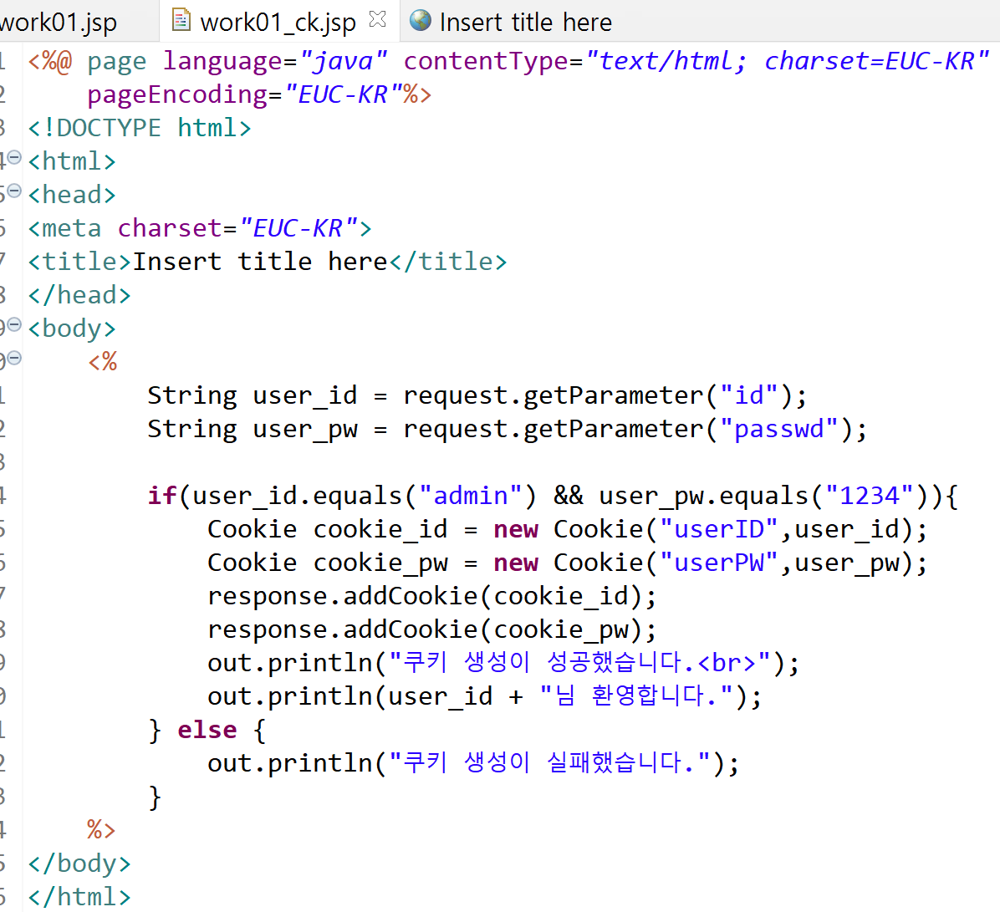 work01.jsp work01_ck.jsp Insert title here
<%@ page language="java" contentType="text/html; charset=EUC-KR"
pageEncoding="EUC-KR"%>
<!DOCTYPE html>
<html>
<head>
<meta charset="EUC-KR">
<title>Insert title here</title>
</head>
<body>
<%
String user_id = request.getParameter("id");
String user_pw = request.getParameter("passwd");
if(user_id.equals("admin") && user_pw.equals("1234")){
Cookie cookie_id = new Cookie("userID",user_id);
Cookie cookie_pw = new Cookie("userPW",user_pw);
response.addCookie(cookie_id);
response.addCookie(cookie_pw);
out.println("쿠키 생성이 성공했습니다.<br>");
out.println(user_id + "님 환영합니다.");
} else {
out.println("쿠키 생성이 실패했습니다.");
}
%>
</body>
</html>